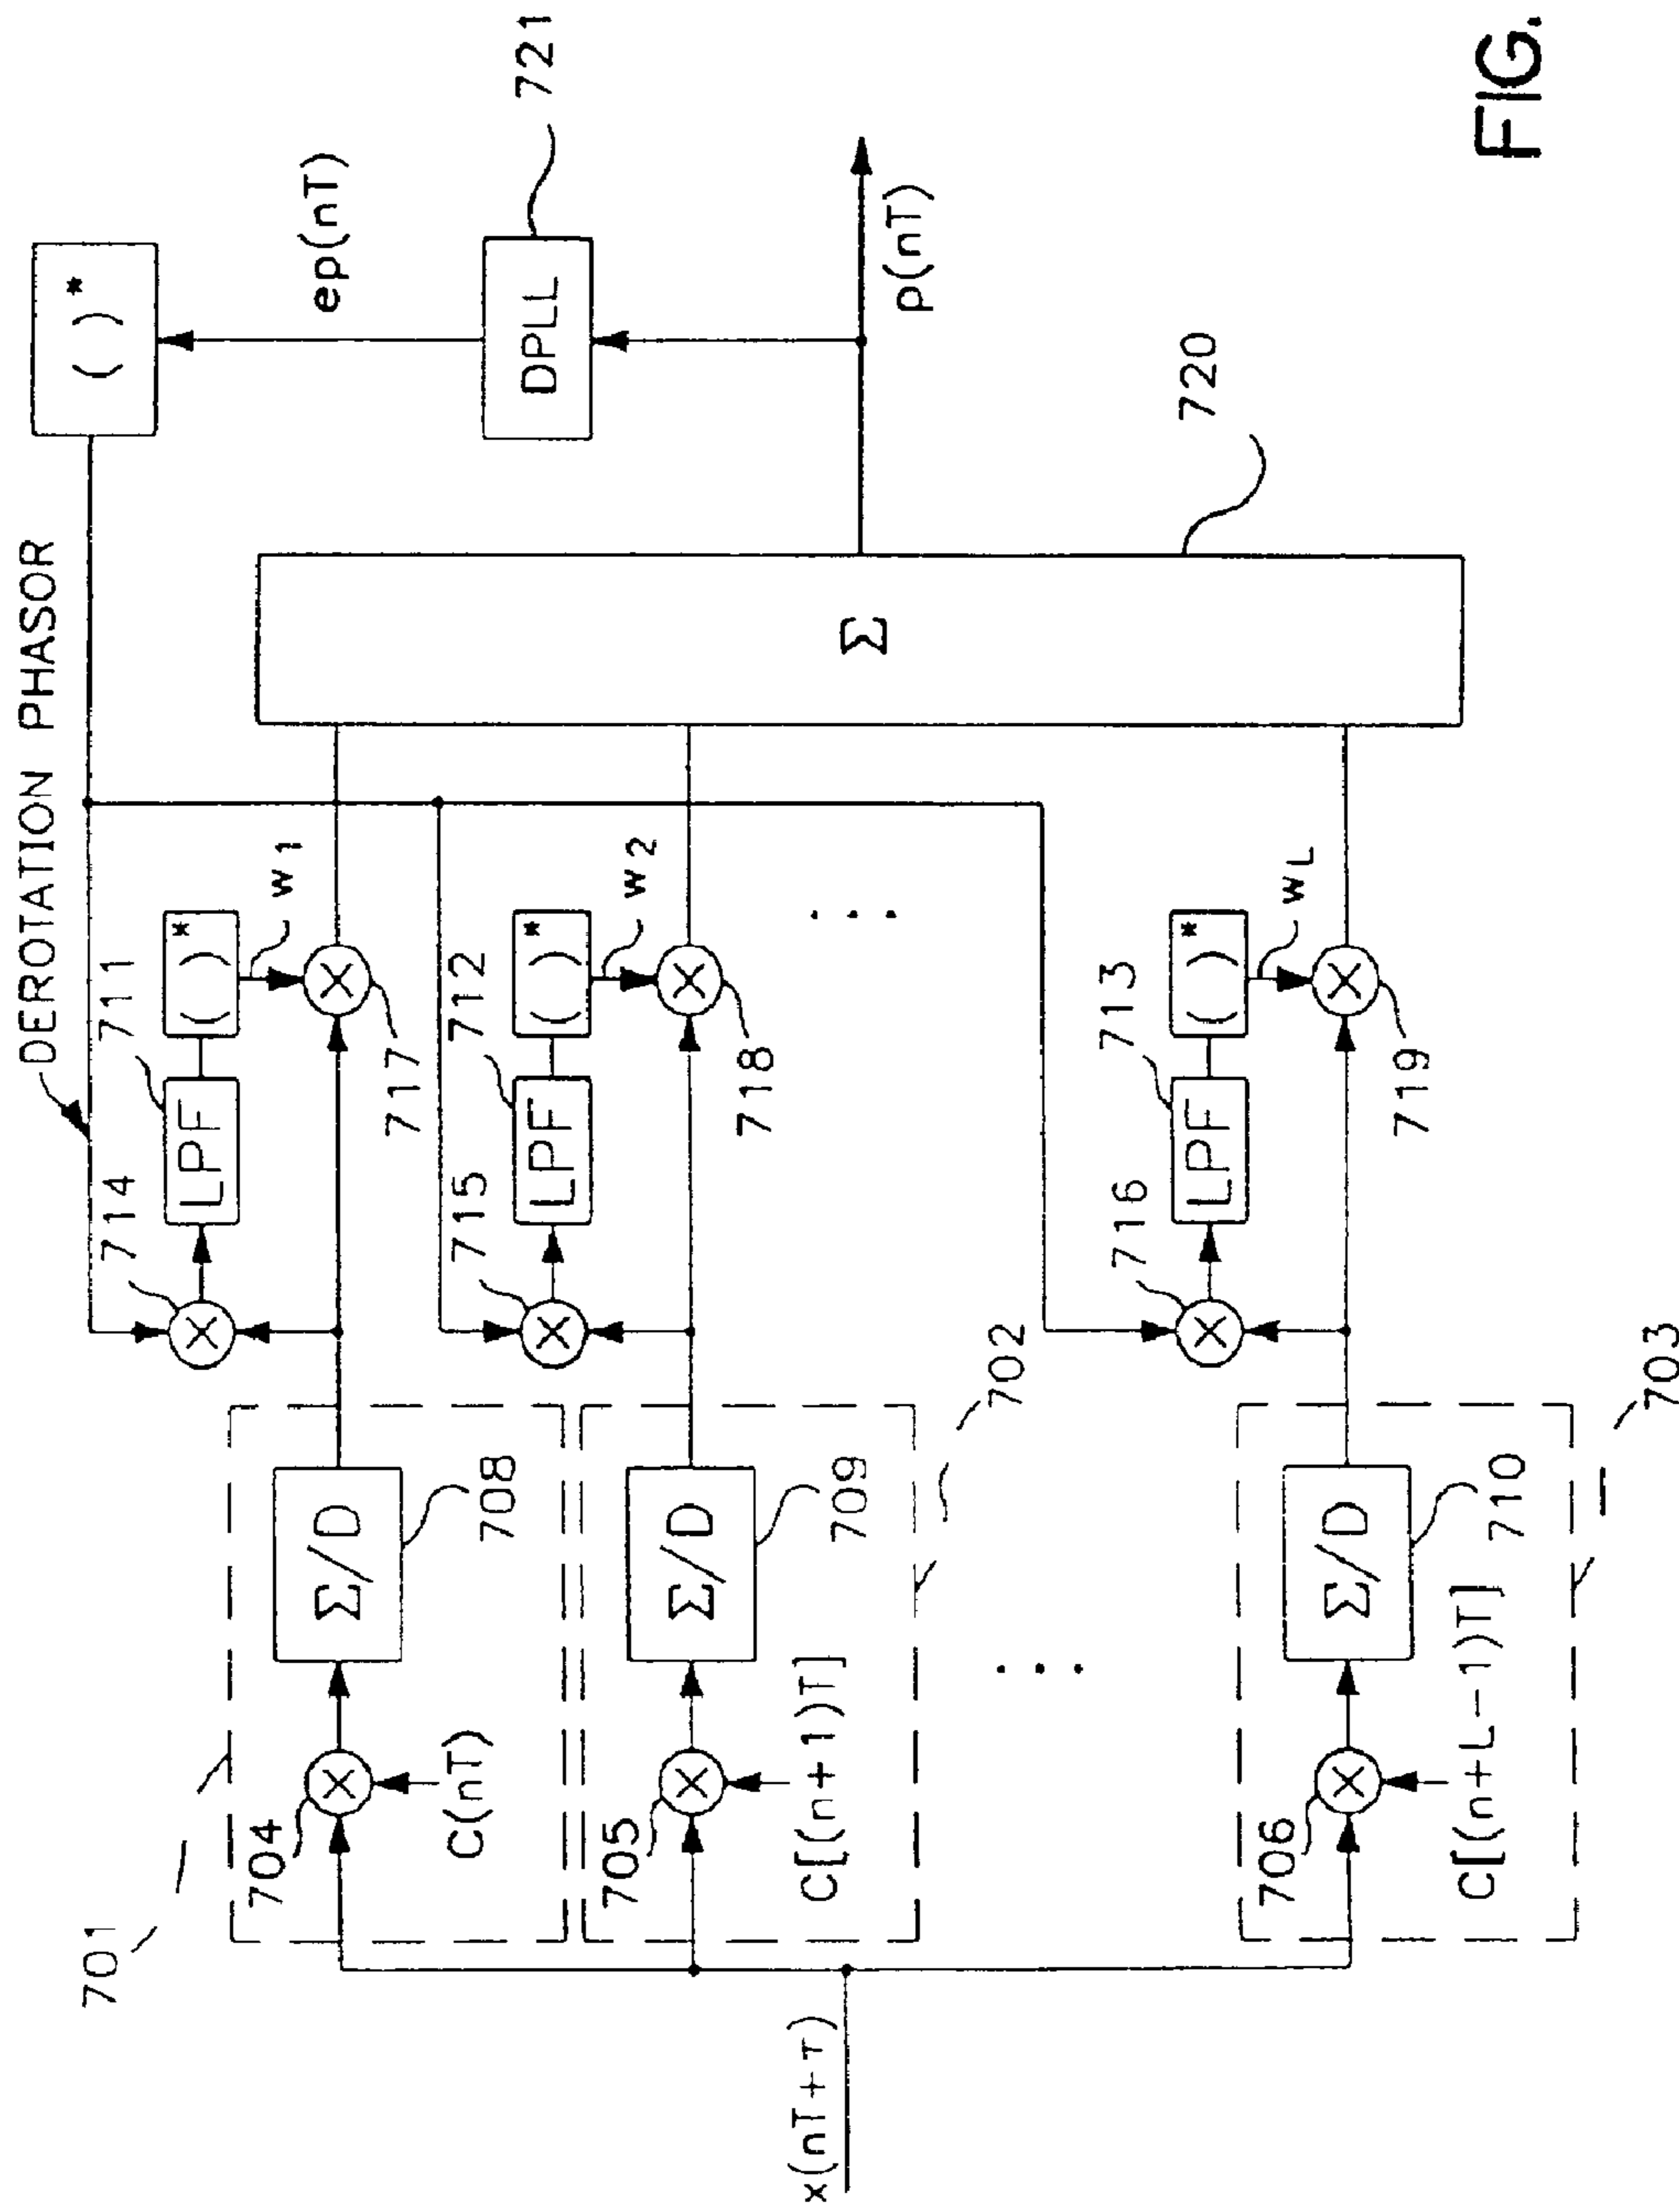 DEROTATION PHASOR
( )*
ep(nT)
DPLL
721
714
711
LPF
( )*
w1
717
701
704
C(nT)
Σ/D
708
715
712
LPF
( )*
w2
718
Σ
720
p(nT)
705
C[(n+1)T]
Σ/D
709
702
x(nT+τ)
...
...
716
713
LPF
( )*
wL
719
706
C[(n+L-1)T]
Σ/D
710
703
FIG.